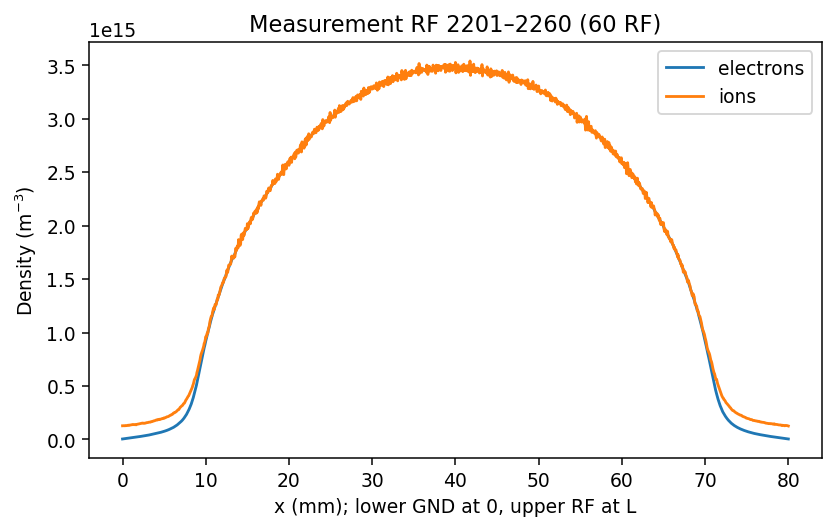 Measurement RF 2201–2260 (60 RF)
1e15
electrons
ions
3.5
3.0
2.5
2.0
1.5
1.0
0.5
0.0
Density (m⁻³)
0 10 20 30 40 50 60 70 80
x (mm); lower GND at 0, upper RF at L